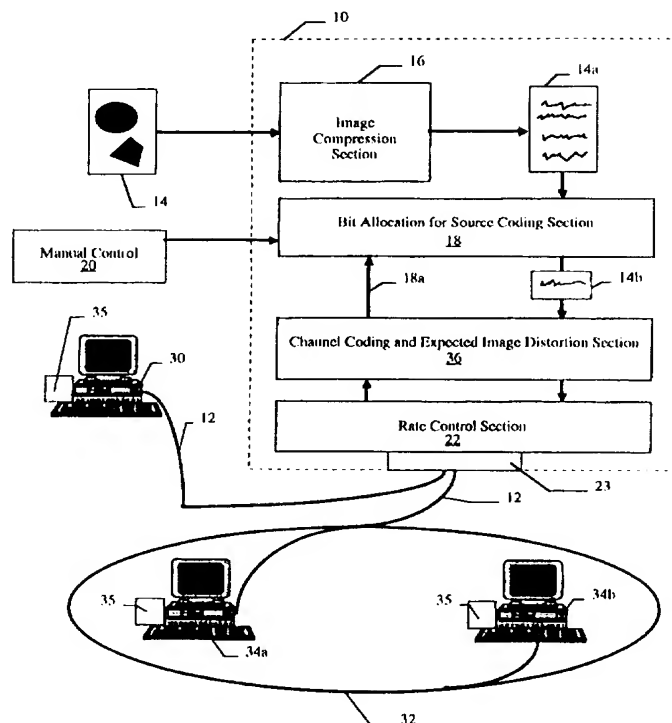 10
16
14a
Image
Compression
Section
14
Bit Allocation for Source Coding Section
18
Manual Control
20
18a
14b
35
30
Channel Coding and Expected Image Distortion Section
36
12
Rate Control Section
22
12
23
35
34a
35
34b
32